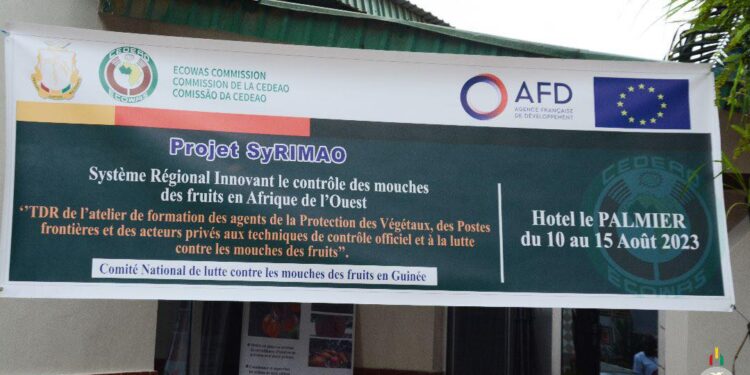 CEDEAO
ECOWAS
ECOWAS COMMISSION
COMMISSION DE LA CEDEAO
COMISSÃO DA CEDEAO
AFD
AGENCE FRANÇAISE
DE DÉVELOPPEMENT
Projet SyRIMAO
Système Régional Innovant le contrôle des mouches
des fruits en Afrique de l'Ouest
‘’TDR de l'atelier de formation des agents de la Protection des Végétaux, des Postes
frontières et des acteurs privés aux techniques de contrôle officiel et à la lutte
contre les mouches des fruits”.
Comité National de lutte contre les mouches des fruits en Guinée
Hotel le PALMIER
du 10 au 15 Août 2023
CEDEAO
ECOWAS